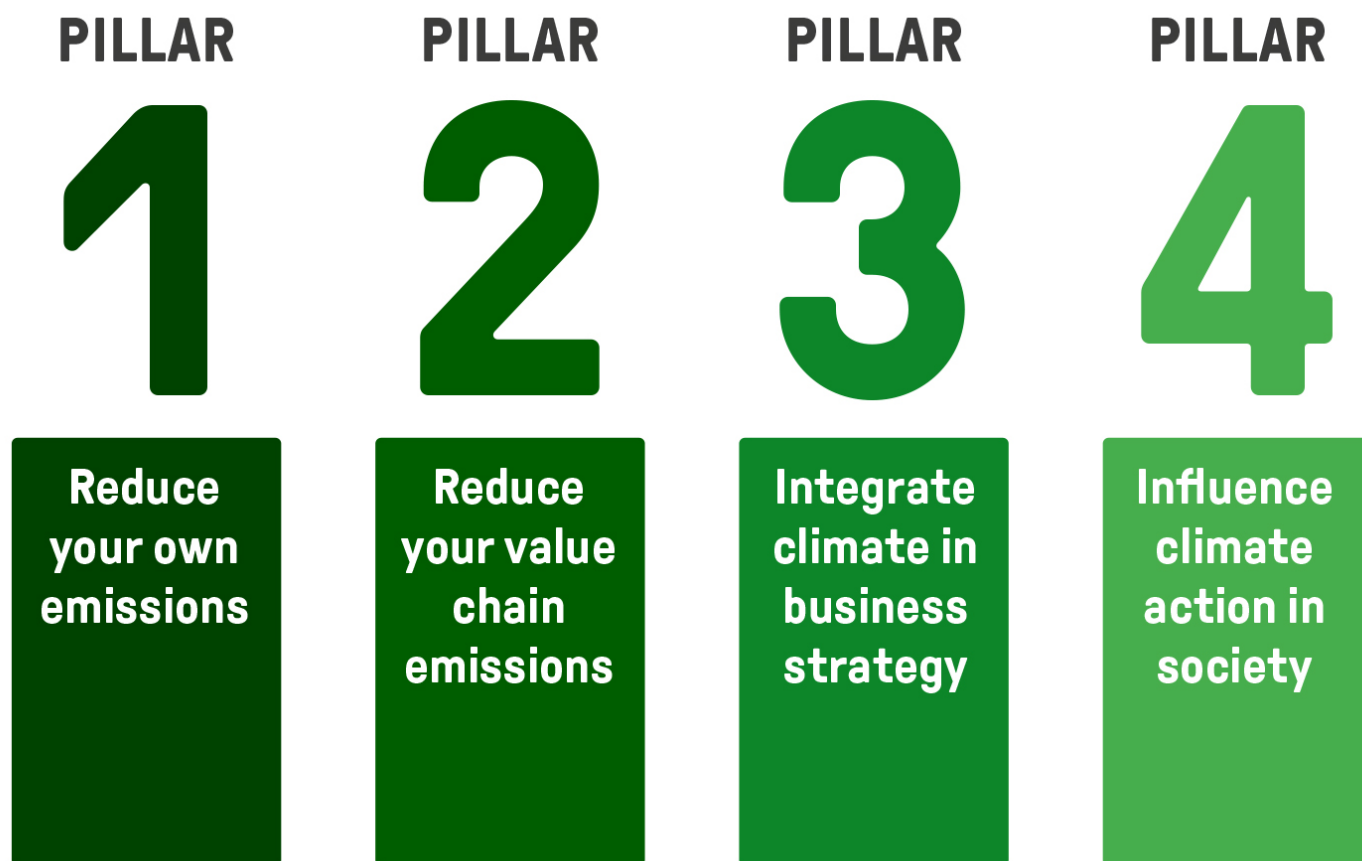 PILLAR
1
Reduce
your own
emissions
PILLAR
2
Reduce
your value
chain
emissions
PILLAR
3
Integrate
climate in
business
strategy
PILLAR
4
Influence
climate
action in
society